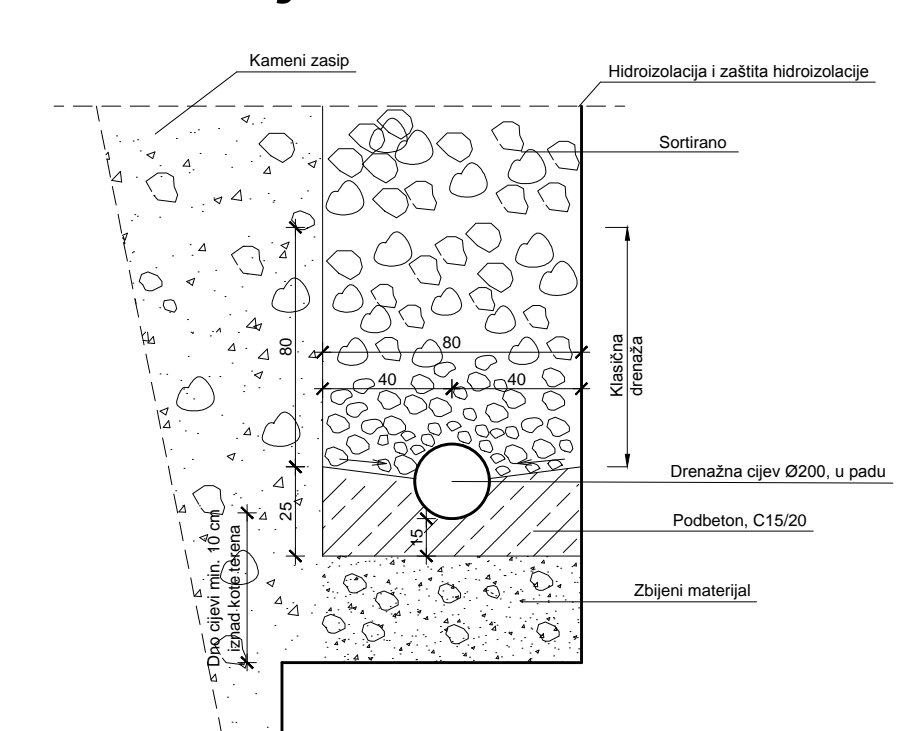 Kameni zasip
Hidroizolacija i zaštita hidroizolacije
Sortirano
80
Klasična
drenaža
80
40
40
Drenažna cijev Ø200, u padu
25
Podbeton, C15/20
15
Dno cijevi min. 10 cm
iznad kote terena
Zbijeni materijal